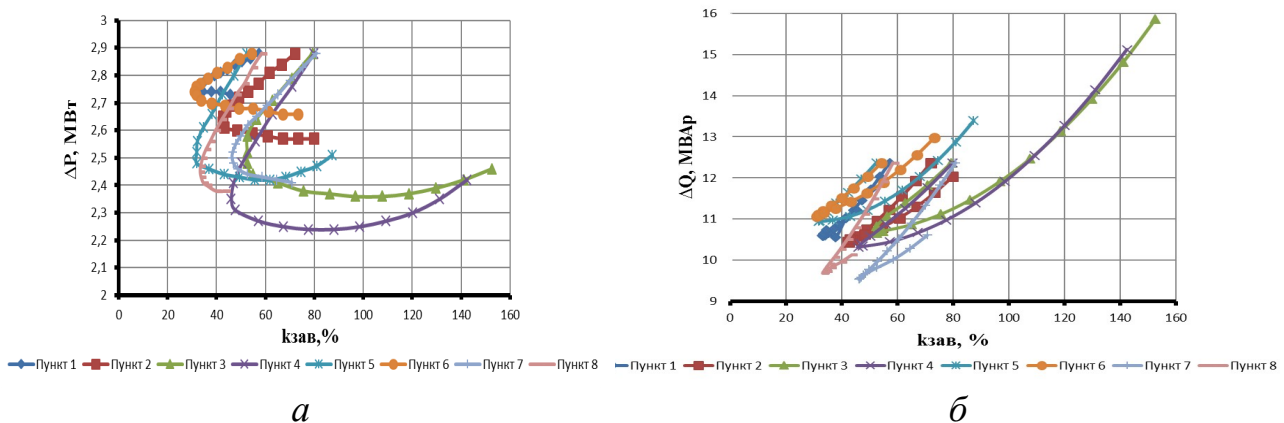 3
2,9
2,8
2,7
2,6
2,5
2,4
2,3
2,2
2,1
2
ΔP, МВт
0 20 40 60 80 100 120 140 160
kзав,%
Пункт 1 Пункт 2 Пункт 3 Пункт 4 Пункт 5 Пункт 6 Пункт 7 Пункт 8
а
16
15
14
13
12
11
10
9
ΔQ, МВАр
0 20 40 60 80 100 120 140 160
kзав, %
Пункт 1 Пункт 2 Пункт 3 Пункт 4 Пункт 5 Пункт 6 Пункт 7 Пункт 8
б